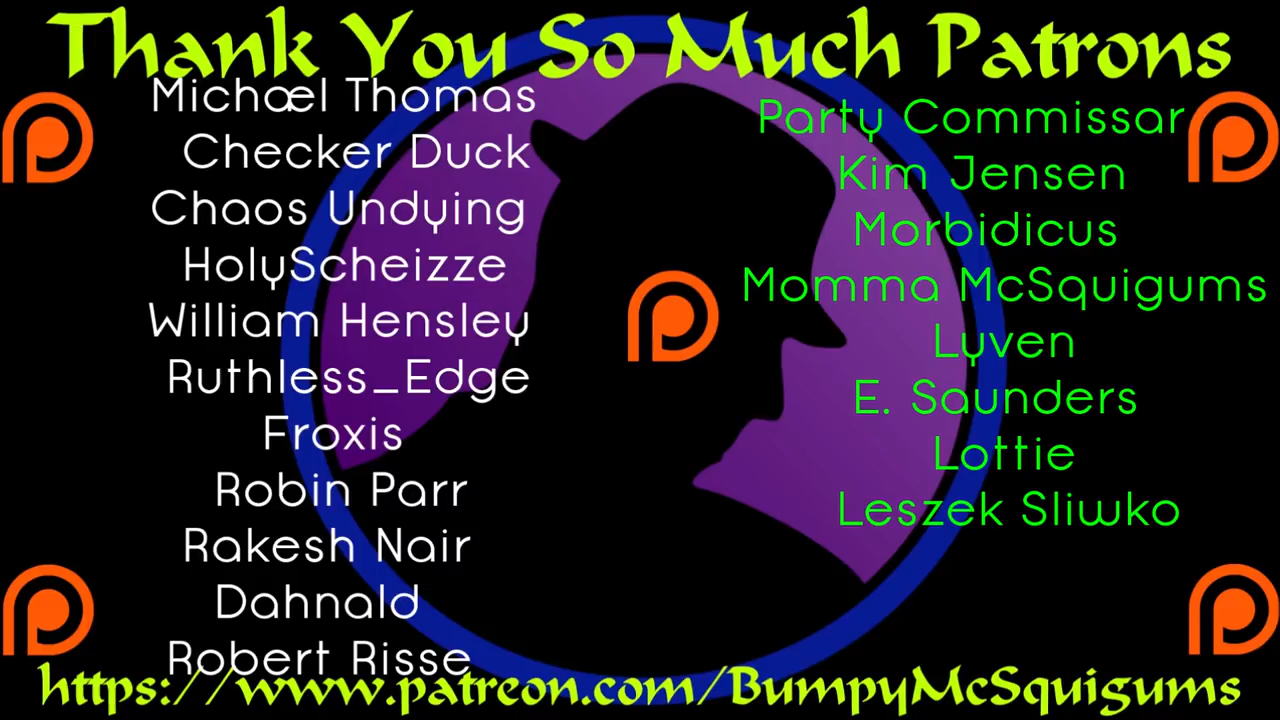 Thank You So Much Patrons
Michael Thomas
Checker Duck
Chaos Undying
HolyScheizze
William Hensley
Ruthless_Edge
Froxis
Robin Parr
Rakesh Nair
Dahnald
Robert Risse
Party Commissar
Kim Jensen
Morbidicus
Momma McSquigums
Lyven
E. Saunders
Lottie
Leszek Sliwko
https://www.patreon.com/BumpyMcSquigums